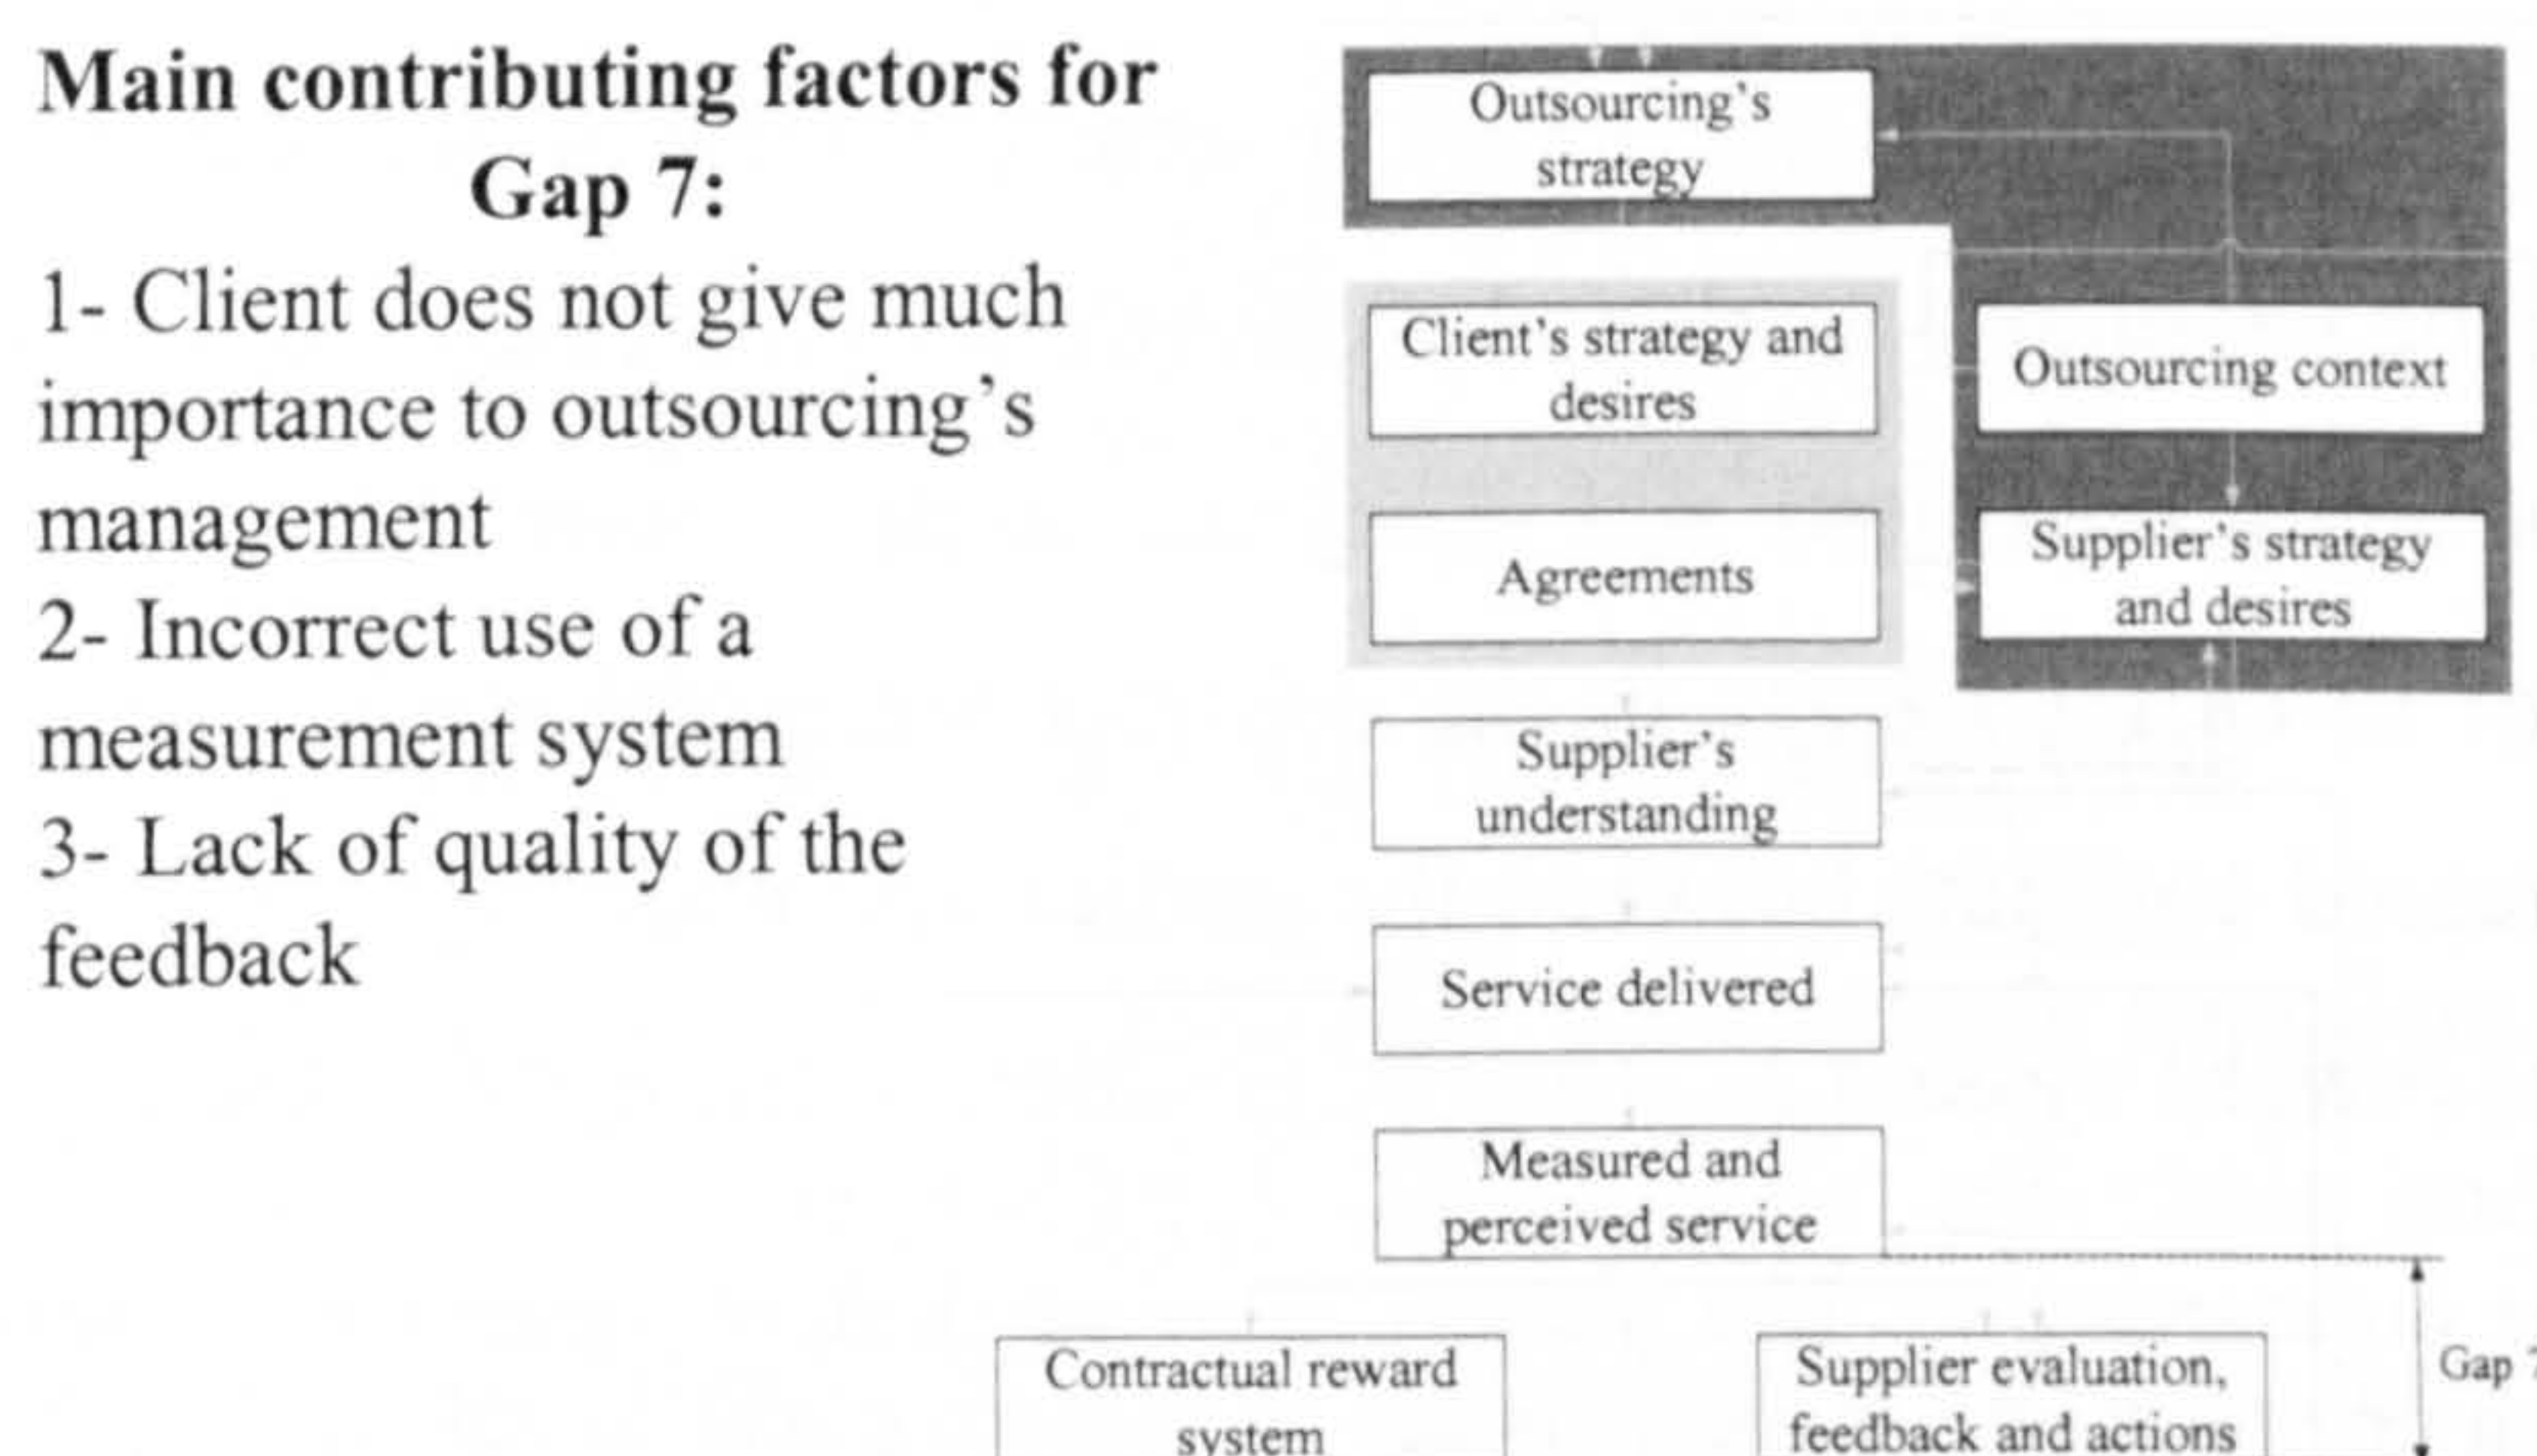 Main contributing factors for
Gap 7:
1- Client does not give much
importance to outsourcing's
management
2- Incorrect use of a
measurement system
3- Lack of quality of the
feedback
Outsourcing's
strategy
Client's strategy and
desires
Outsourcing context
Agreements
Supplier's strategy
and desires
Supplier's
understanding
Service delivered
Measured and
perceived service
Contractual reward
system
Supplier evaluation,
feedback and actions
Gap 7